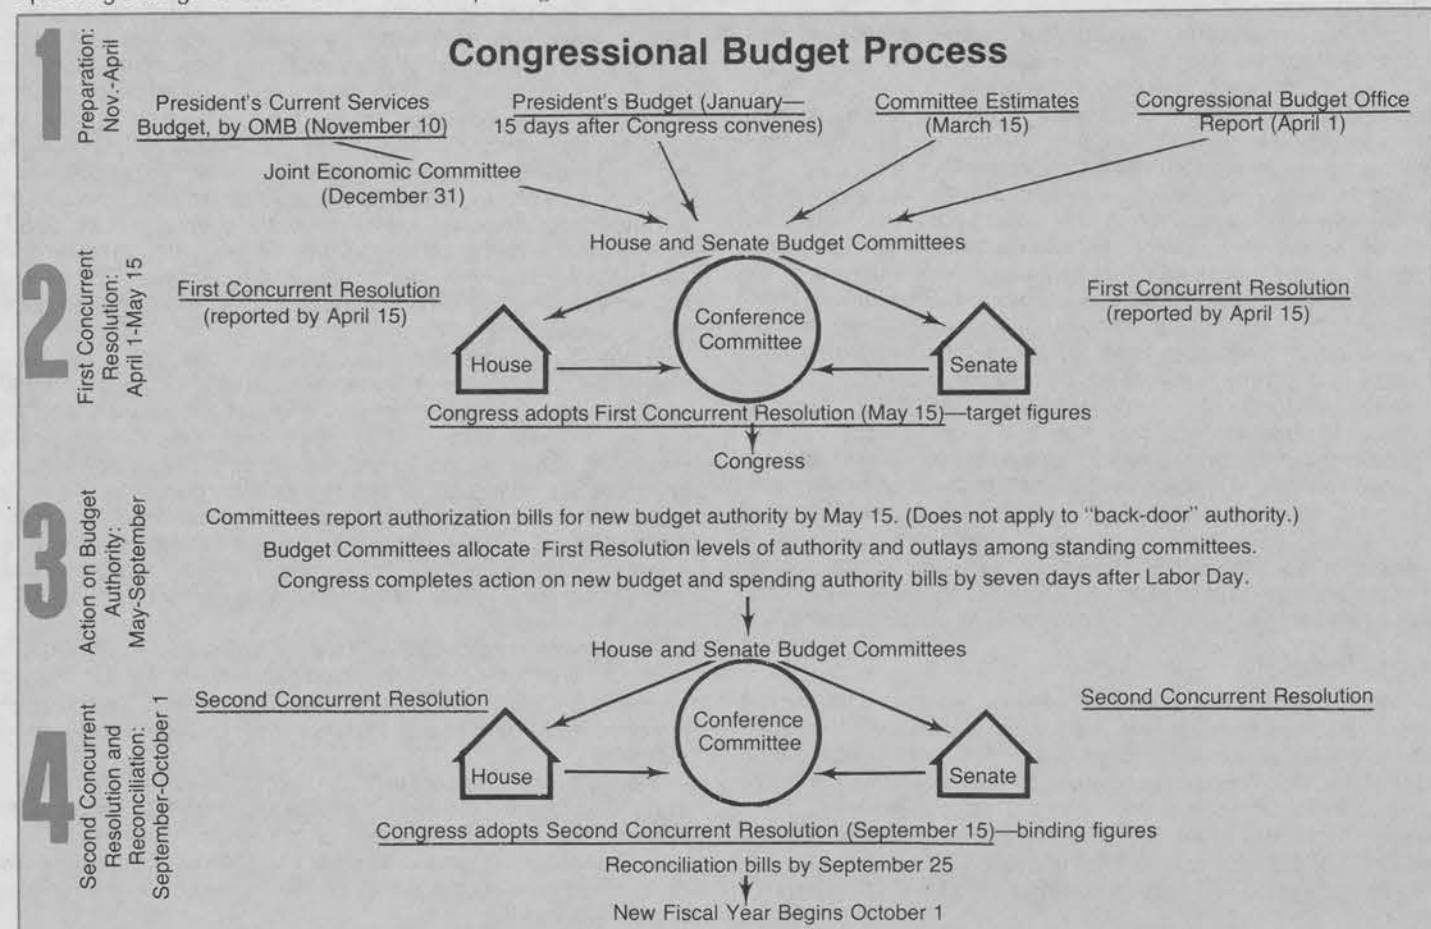 Congressional Budget Process
1
Preparation:
Nov.-April
President's Current Services
Budget, by OMB (November 10)
President's Budget (January—
15 days after Congress convenes)
Committee Estimates
(March 15)
Congressional Budget Office
Report (April 1)
Joint Economic Committee
(December 31)
House and Senate Budget Committees
2
First Concurrent
Resolution:
April 1-May 15
First Concurrent Resolution
(reported by April 15)
House
Conference
Committee
Senate
First Concurrent Resolution
(reported by April 15)
Congress adopts First Concurrent Resolution (May 15)—target figures
Congress
3
Action on Budget
Authority:
May-September
Committees report authorization bills for new budget authority by May 15. (Does not apply to "back-door" authority.)
Budget Committees allocate First Resolution levels of authority and outlays among standing committees.
Congress completes action on new budget and spending authority bills by seven days after Labor Day.
House and Senate Budget Committees
4
Second Concurrent
Resolution and
Reconciliation:
September-October 1
Second Concurrent Resolution
House
Conference
Committee
Senate
Second Concurrent Resolution
Congress adopts Second Concurrent Resolution (September 15)—binding figures
Reconciliation bills by September 25
New Fiscal Year Begins October 1